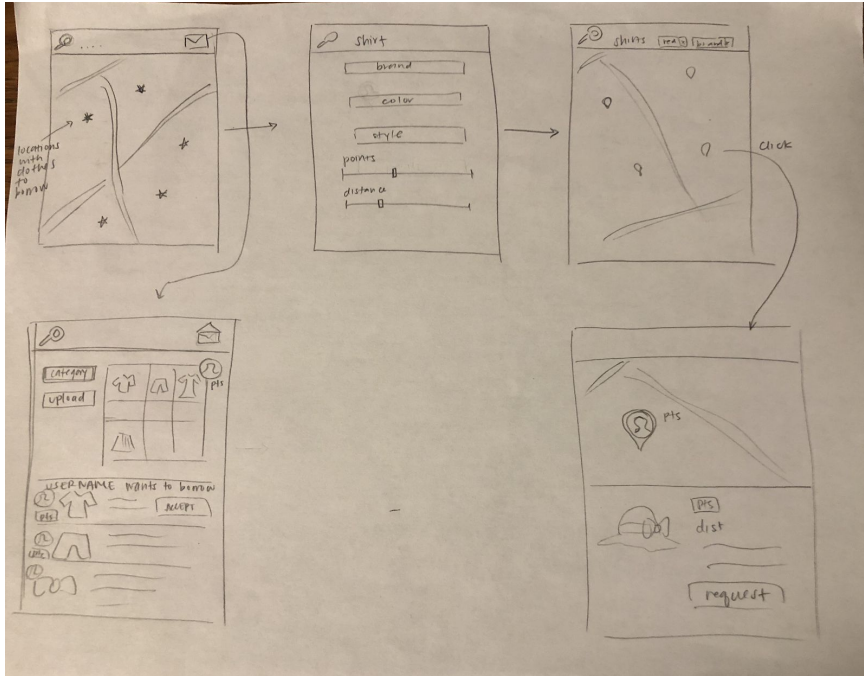 ....
locations
with
clothes
to
borrow
shirt
brand
color
style
points
distance
shirts
click
category
upload
pts
USERNAME wants to borrow
pts
ACCEPT
pts
pts
dist
request